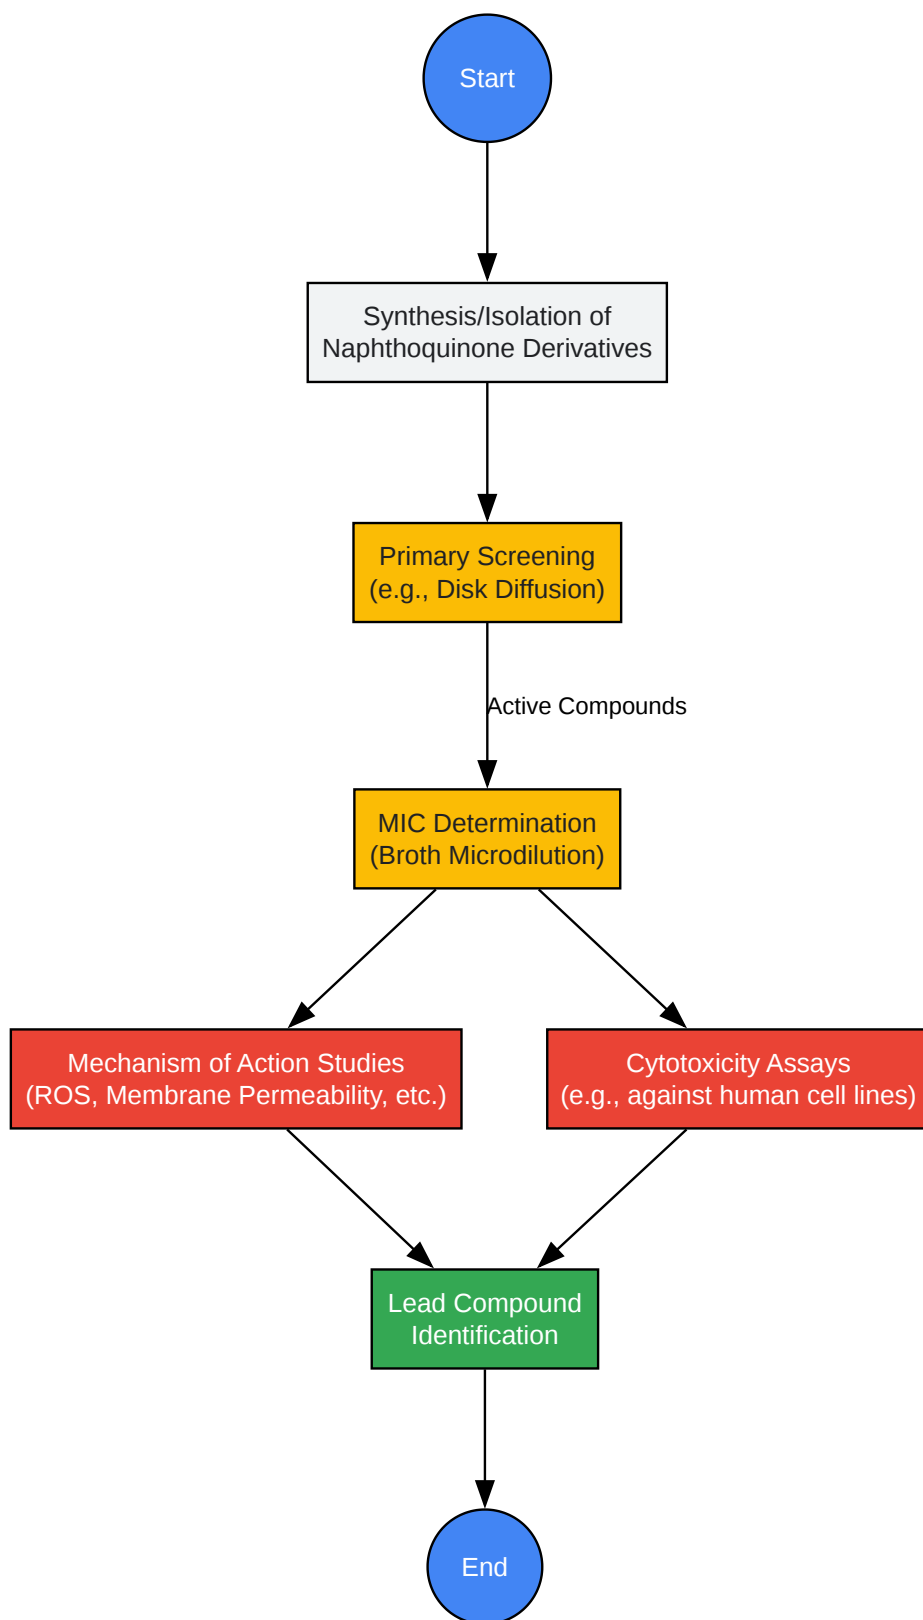 Start
Synthesis/Isolation of
Naphthoquinone Derivatives
Primary Screening
(e.g., Disk Diffusion)
Active Compounds
MIC Determination
(Broth Microdilution)
Mechanism of Action Studies
(ROS, Membrane Permeability, etc.)
Cytotoxicity Assays
(e.g., against human cell lines)
Lead Compound
Identification
End